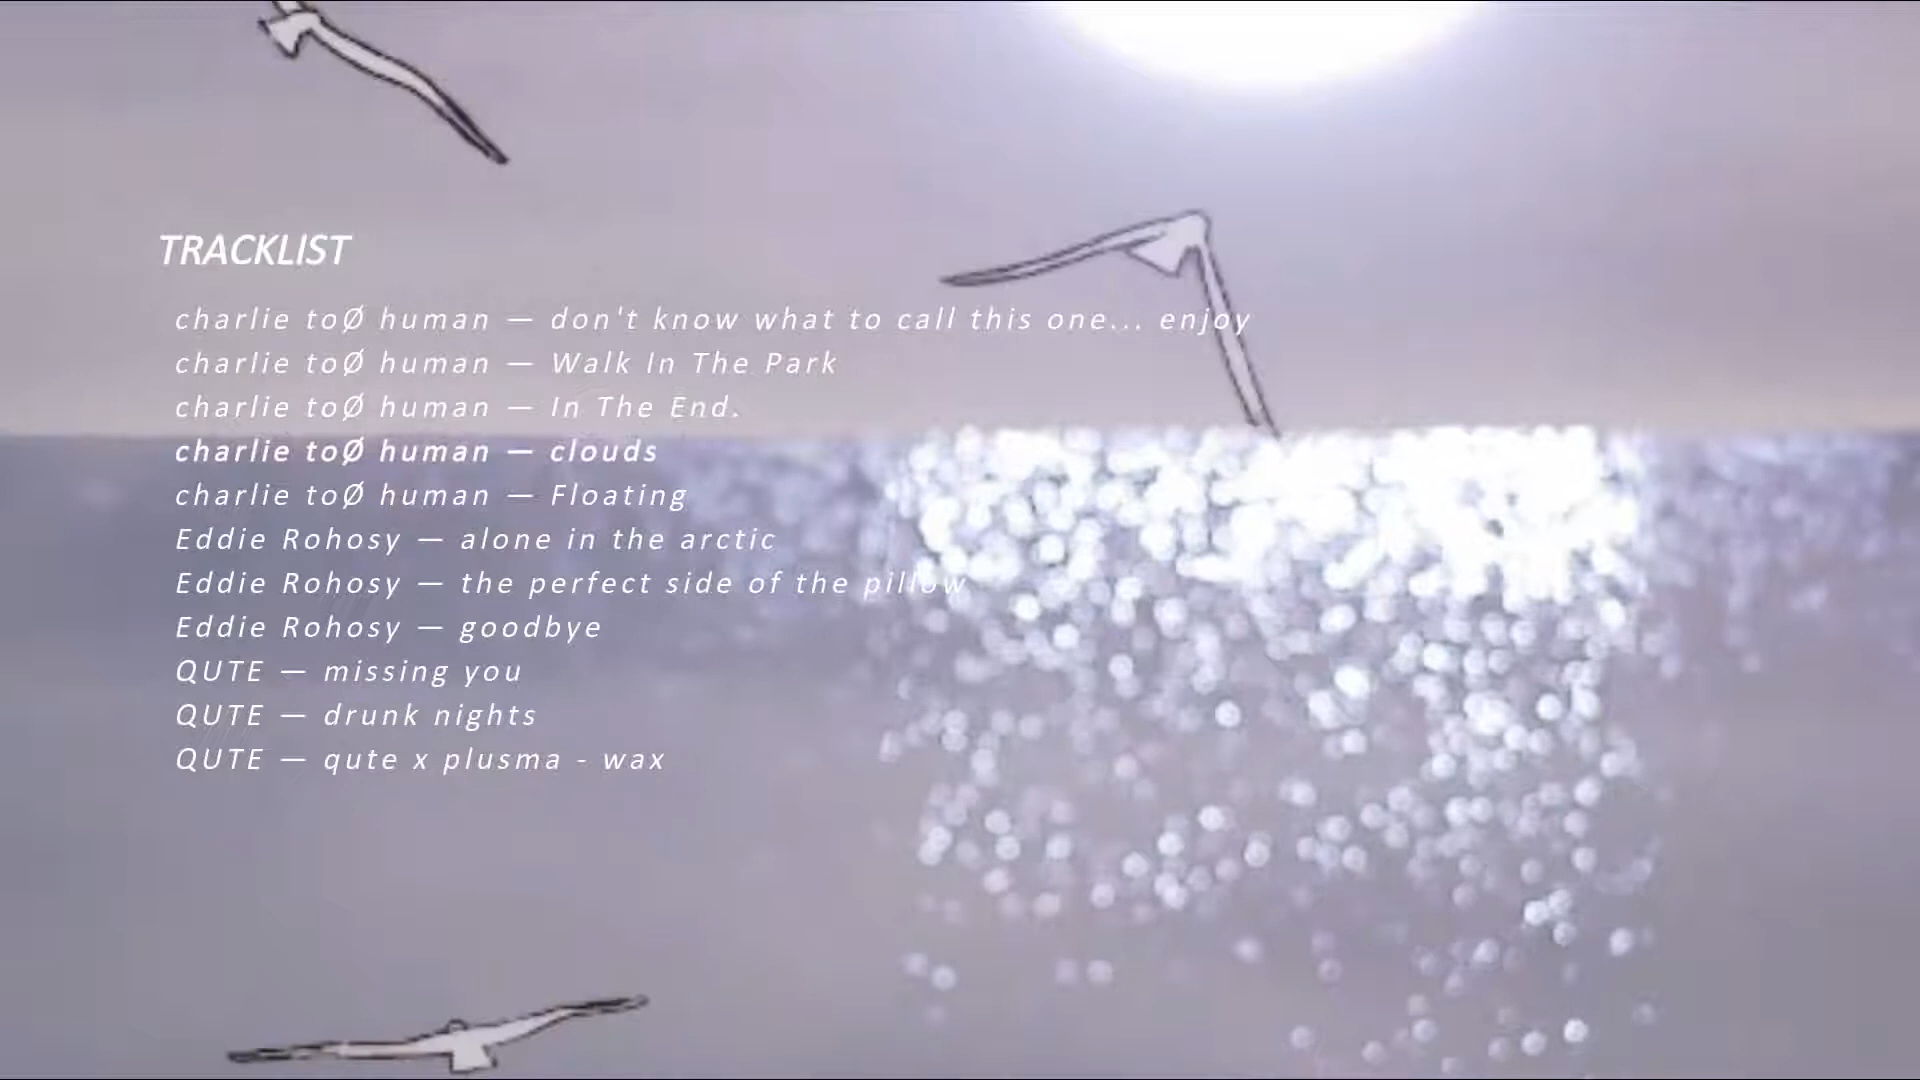 TRACKLIST
charlie toØ human — don't know what to call this one... enjoy
charlie toØ human — Walk In The Park
charlie toØ human — In The End.
charlie toØ human — clouds
charlie toØ human — Floating
Eddie Rohosy — alone in the arctic
Eddie Rohosy — the perfect side of the pillow
Eddie Rohosy — goodbye
QUTE — missing you
QUTE — drunk nights
QUTE — qute x plusma - wax